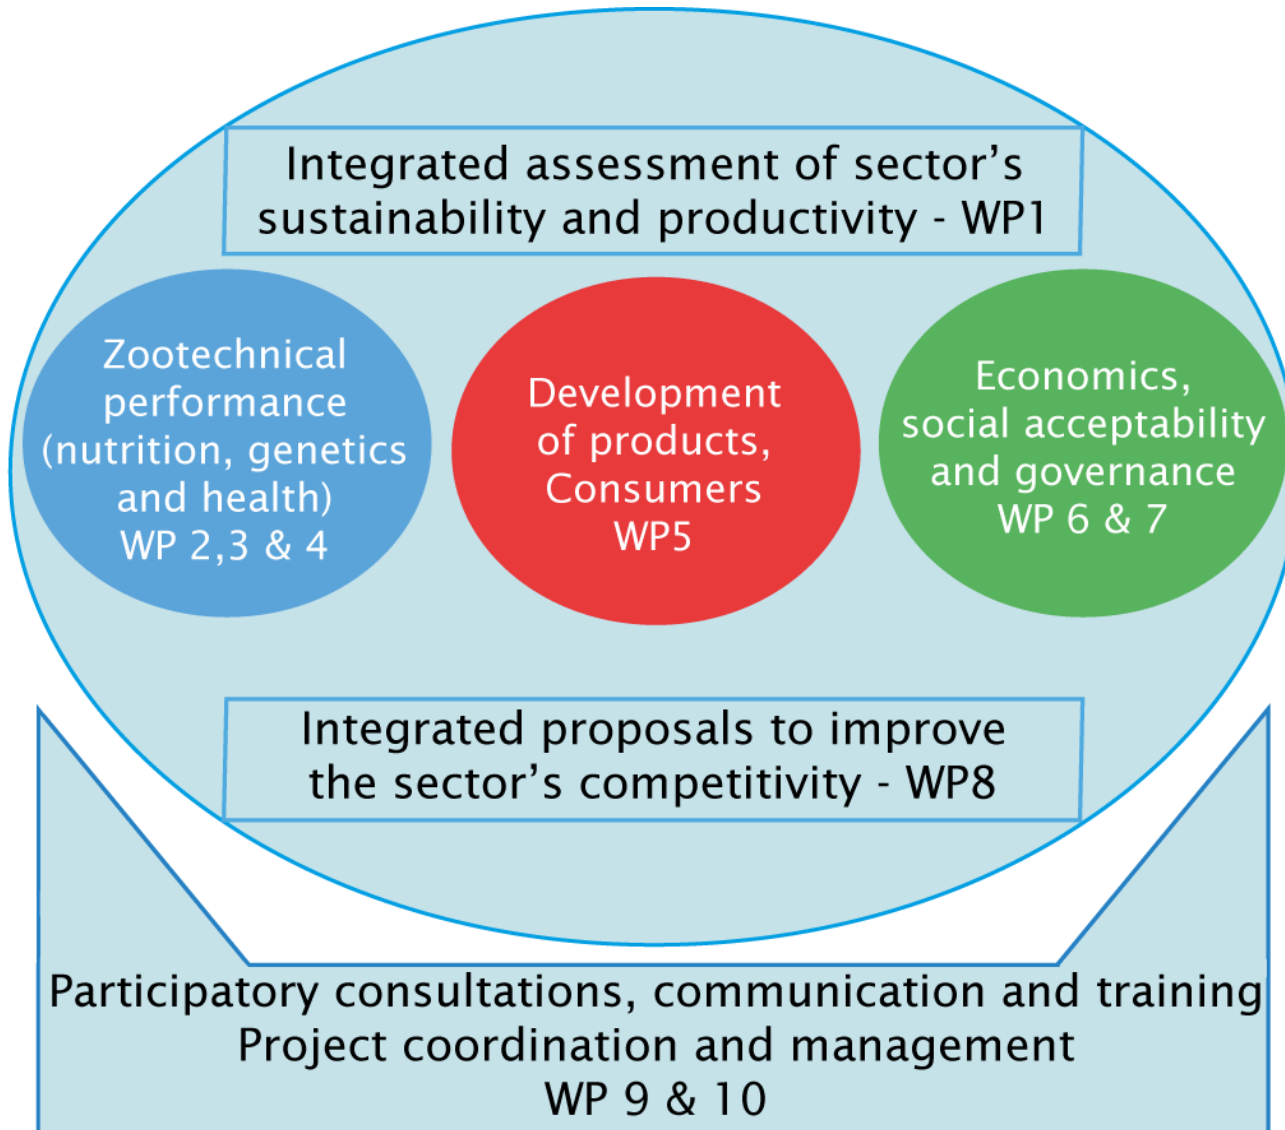 Integrated assessment of sector’s
sustainability and productivity - WP1
Zootechnical
performance
(nutrition, genetics
and health)
WP 2,3 & 4
Development
of products,
Consumers
WP5
Economics,
social acceptability
and governance
WP 6 & 7
Integrated proposals to improve
the sector’s competitivity - WP8
Participatory consultations, communication and training
Project coordination and management
WP 9 & 10